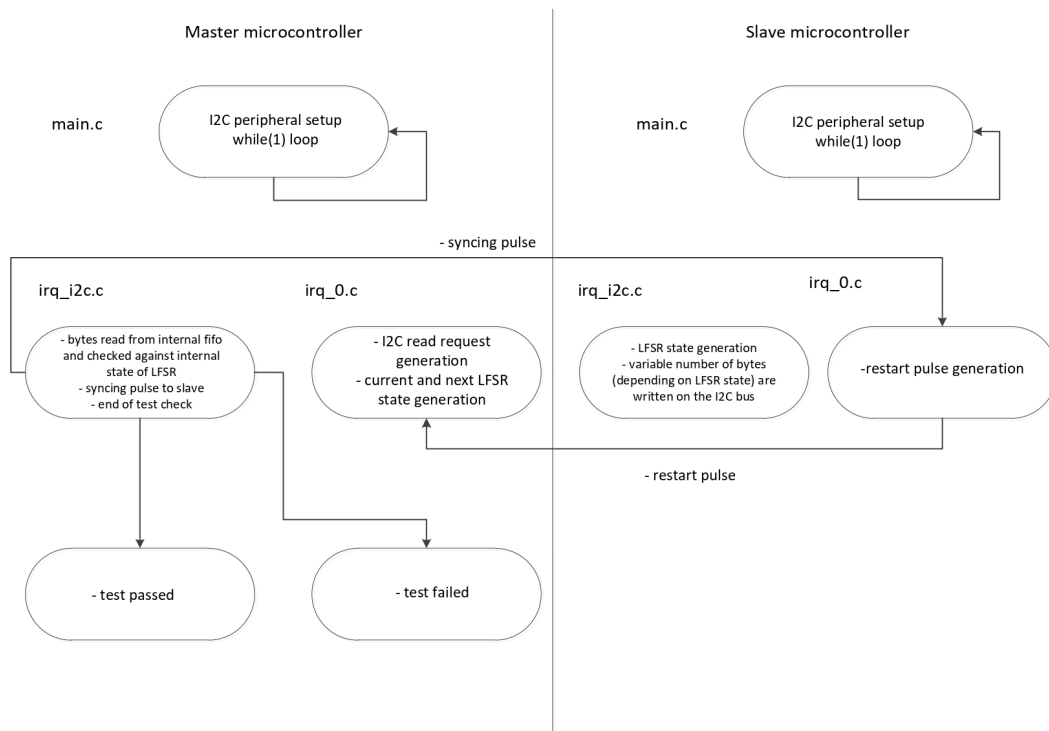 Master microcontroller
Slave microcontroller
main.c
I2C peripheral setup
while(1) loop
main.c
I2C peripheral setup
while(1) loop
- syncing pulse
irq_i2c.c
irq_0.c
irq_i2c.c
irq_0.c
- bytes read from internal fifo
and checked against internal
state of LFSR
- syncing pulse to slave
- end of test check
- I2C read request
generation
- current and next LFSR
state generation
- LFSR state generation
- variable number of bytes
(depending on LFSR state) are
written on the I2C bus
-restart pulse generation
- restart pulse
- test passed
- test failed